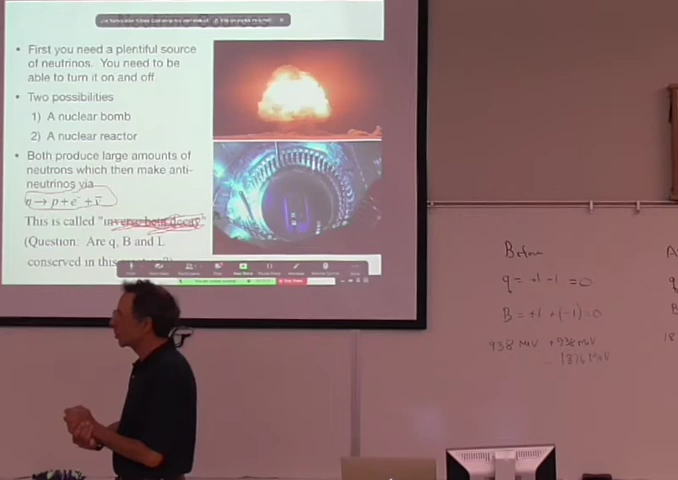 • First you need a plentiful source
of neutrinos. You need to be
able to turn it on and off.
• Two possibilities
1) A nuclear bomb
2) A nuclear reactor
• Both produce large amounts of
neutrons which then make anti-
neutrinos via
n → p + e⁻ + ν̄
This is called "inverse beta decay"
(Question: Are q, B and L
conserved in this
Before
q = +1 -1 = 0
B = +1 + (-1) = 0
938 MeV + 938 MeV
1876 MeV